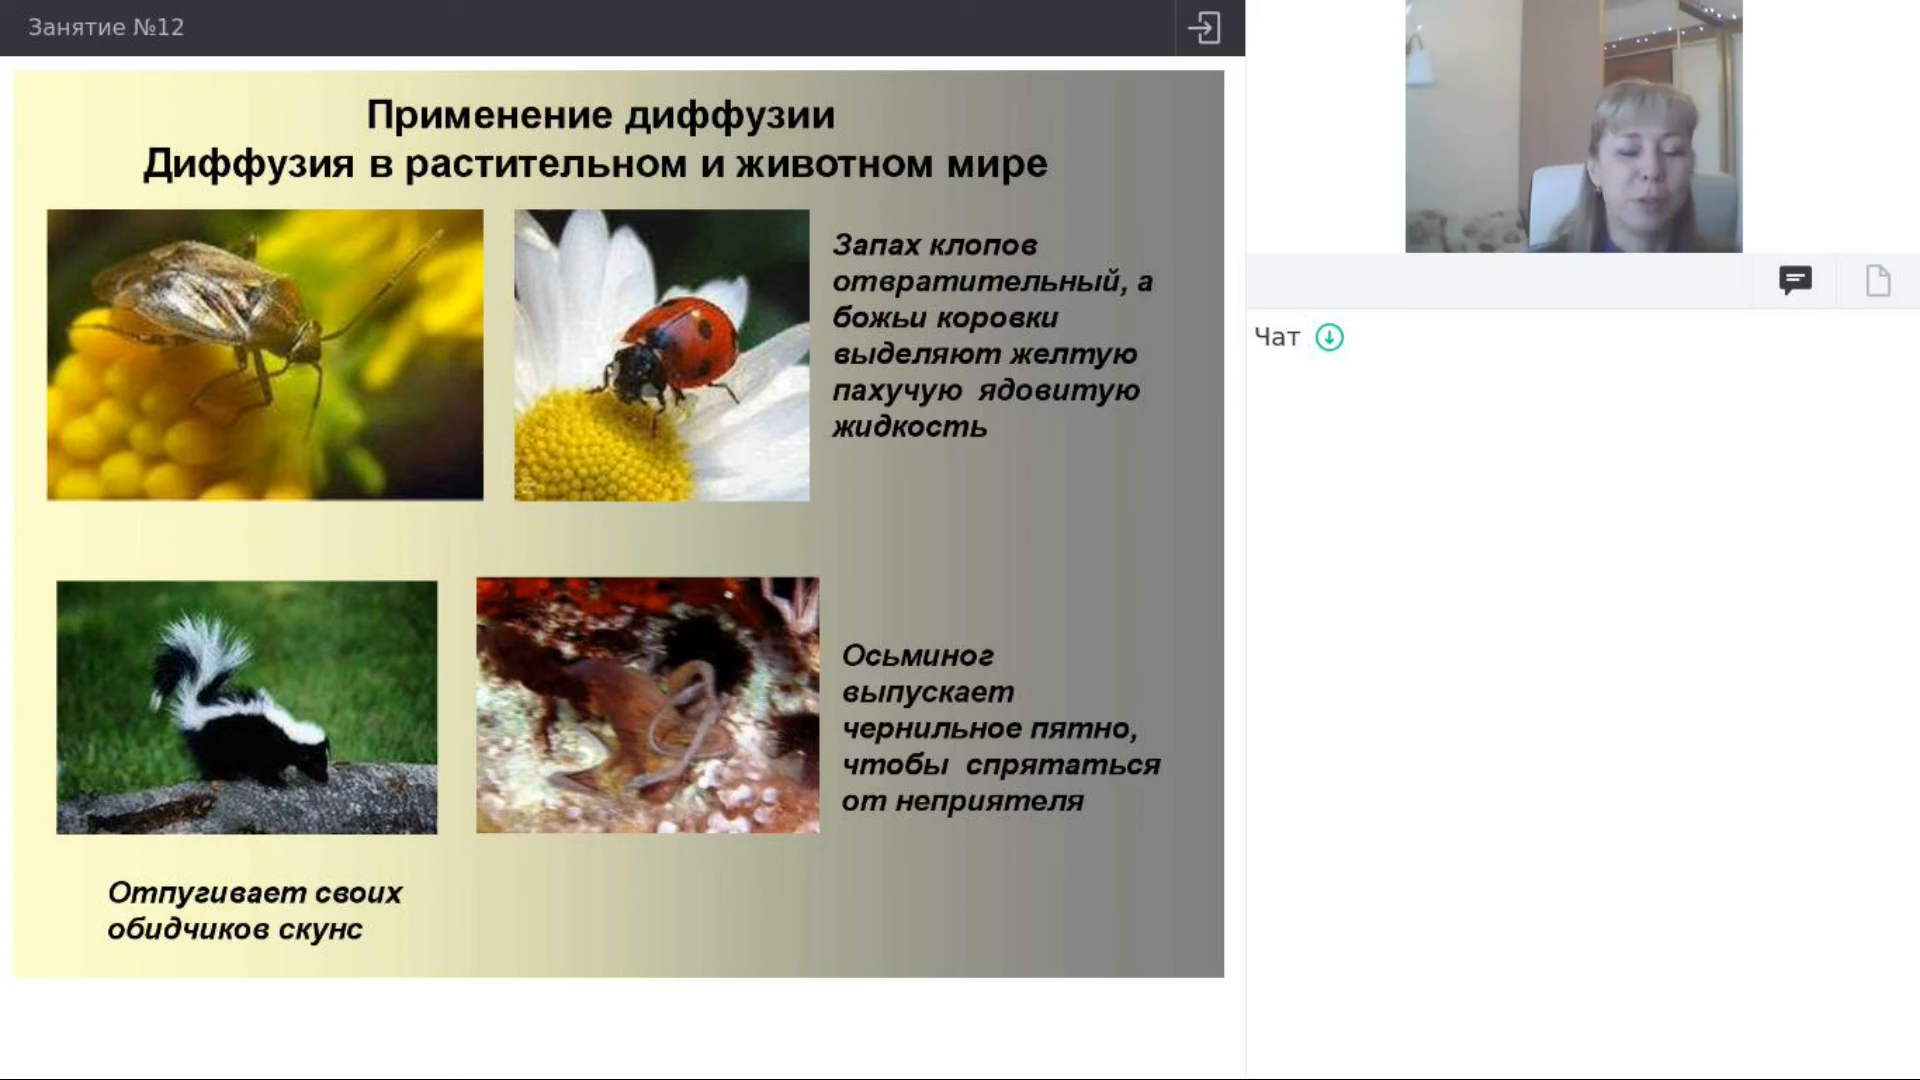 Занятие №12
Применение диффузии
Диффузия в растительном и животном мире
Запах клопов
отвратительный, а
божьи коровки
выделяют желтую
пахучую ядовитую
жидкость
Осьминог
выпускает
чернильное пятно,
чтобы спрятаться
от неприятеля
Отпугивает своих
обидчиков скунс
Чат